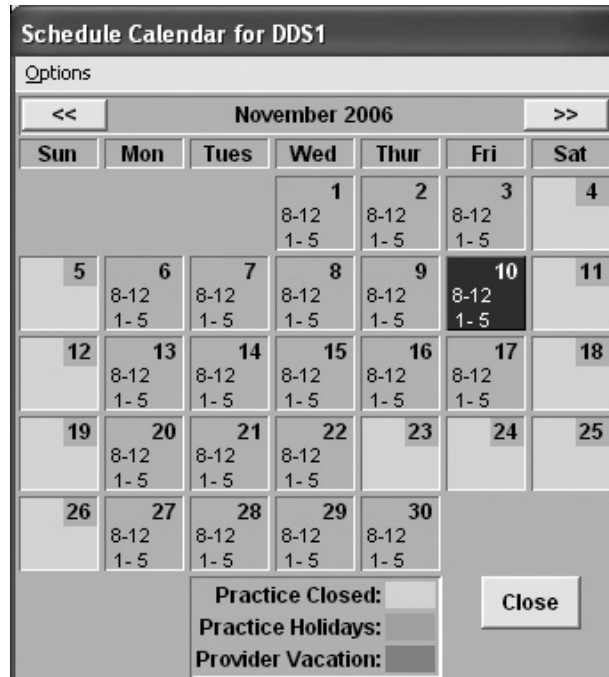 Schedule Calendar for DDS1
Options
<< November 2006 >>
Sun Mon Tues Wed Thur Fri Sat
1 2 3 4
8-12 8-12 8-12
1- 5 1- 5 1- 5
5 6 7 8 9 10 11
8-12 8-12 8-12 8-12 8-12
1- 5 1- 5 1- 5 1- 5 1- 5
12 13 14 15 16 17 18
8-12 8-12 8-12 8-12 8-12
1- 5 1- 5 1- 5 1- 5 1- 5
19 20 21 22 23 24 25
8-12 8-12 8-12
1- 5 1- 5 1- 5
26 27 28 29 30
8-12 8-12 8-12 8-12
1- 5 1- 5 1- 5 1- 5
Practice Closed:
Close
Practice Holidays:
Provider Vacation: